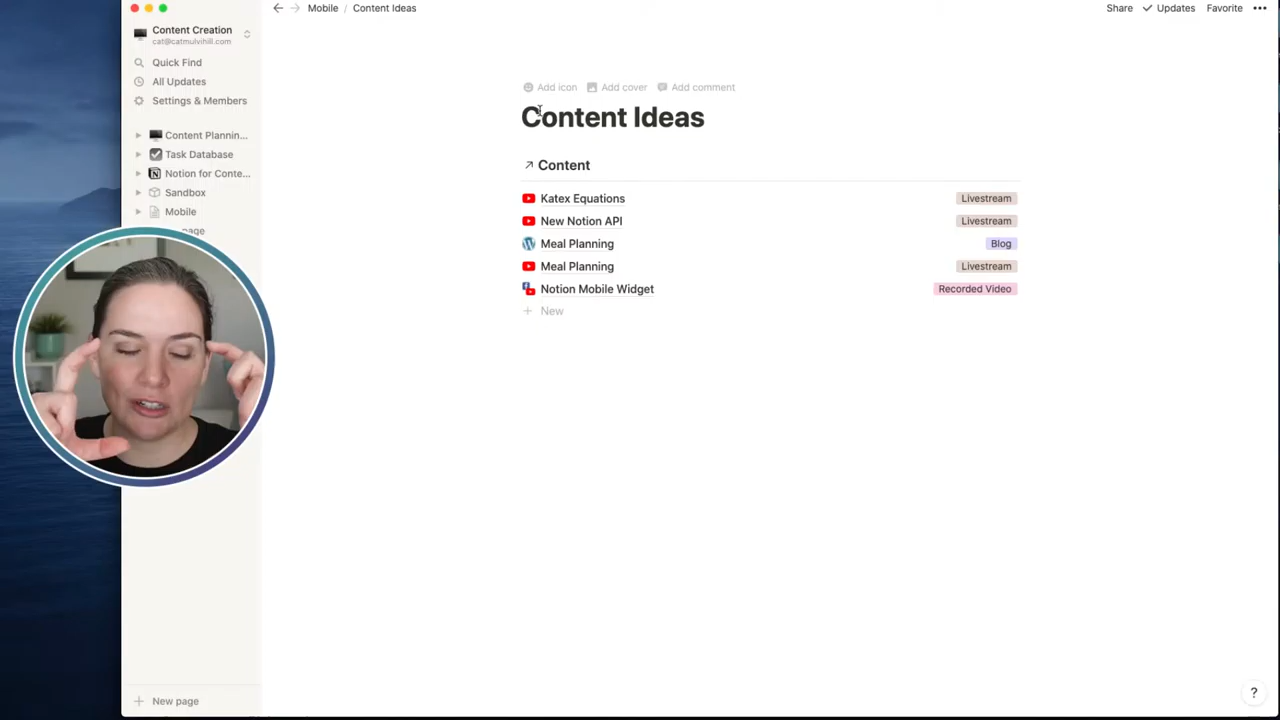 Mobile / Content Ideas
Share Updates Favorite •••
Content Creation
cat@catmulvihill.com
Quick Find
All Updates
Settings & Members
Content Plannin...
Task Database
Notion for Conte...
Sandbox
Mobile
page
New page
Add icon Add cover Add comment
Content Ideas
Content
Katex Equations Livestream
New Notion API Livestream
Meal Planning Blog
Meal Planning Livestream
Notion Mobile Widget Recorded Video
+ New
?